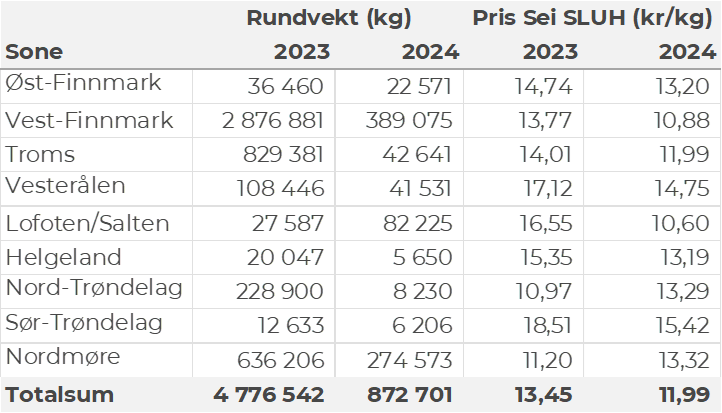 Rundvekt (kg) Pris Sei SLUH (kr/kg)
Sone 2023 2024 2023 2024
Øst-Finnmark 36 460 22 571 14,74 13,20
Vest-Finnmark 2 876 881 389 075 13,77 10,88
Troms 829 381 42 641 14,01 11,99
Vesterålen 108 446 41 531 17,12 14,75
Lofoten/Salten 27 587 82 225 16,55 10,60
Helgeland 20 047 5 650 15,35 13,19
Nord-Trøndelag 228 900 8 230 10,97 13,29
Sør-Trøndelag 12 633 6 206 18,51 15,42
Nordmøre 636 206 274 573 11,20 13,32
Totalsum 4 776 542 872 701 13,45 11,99